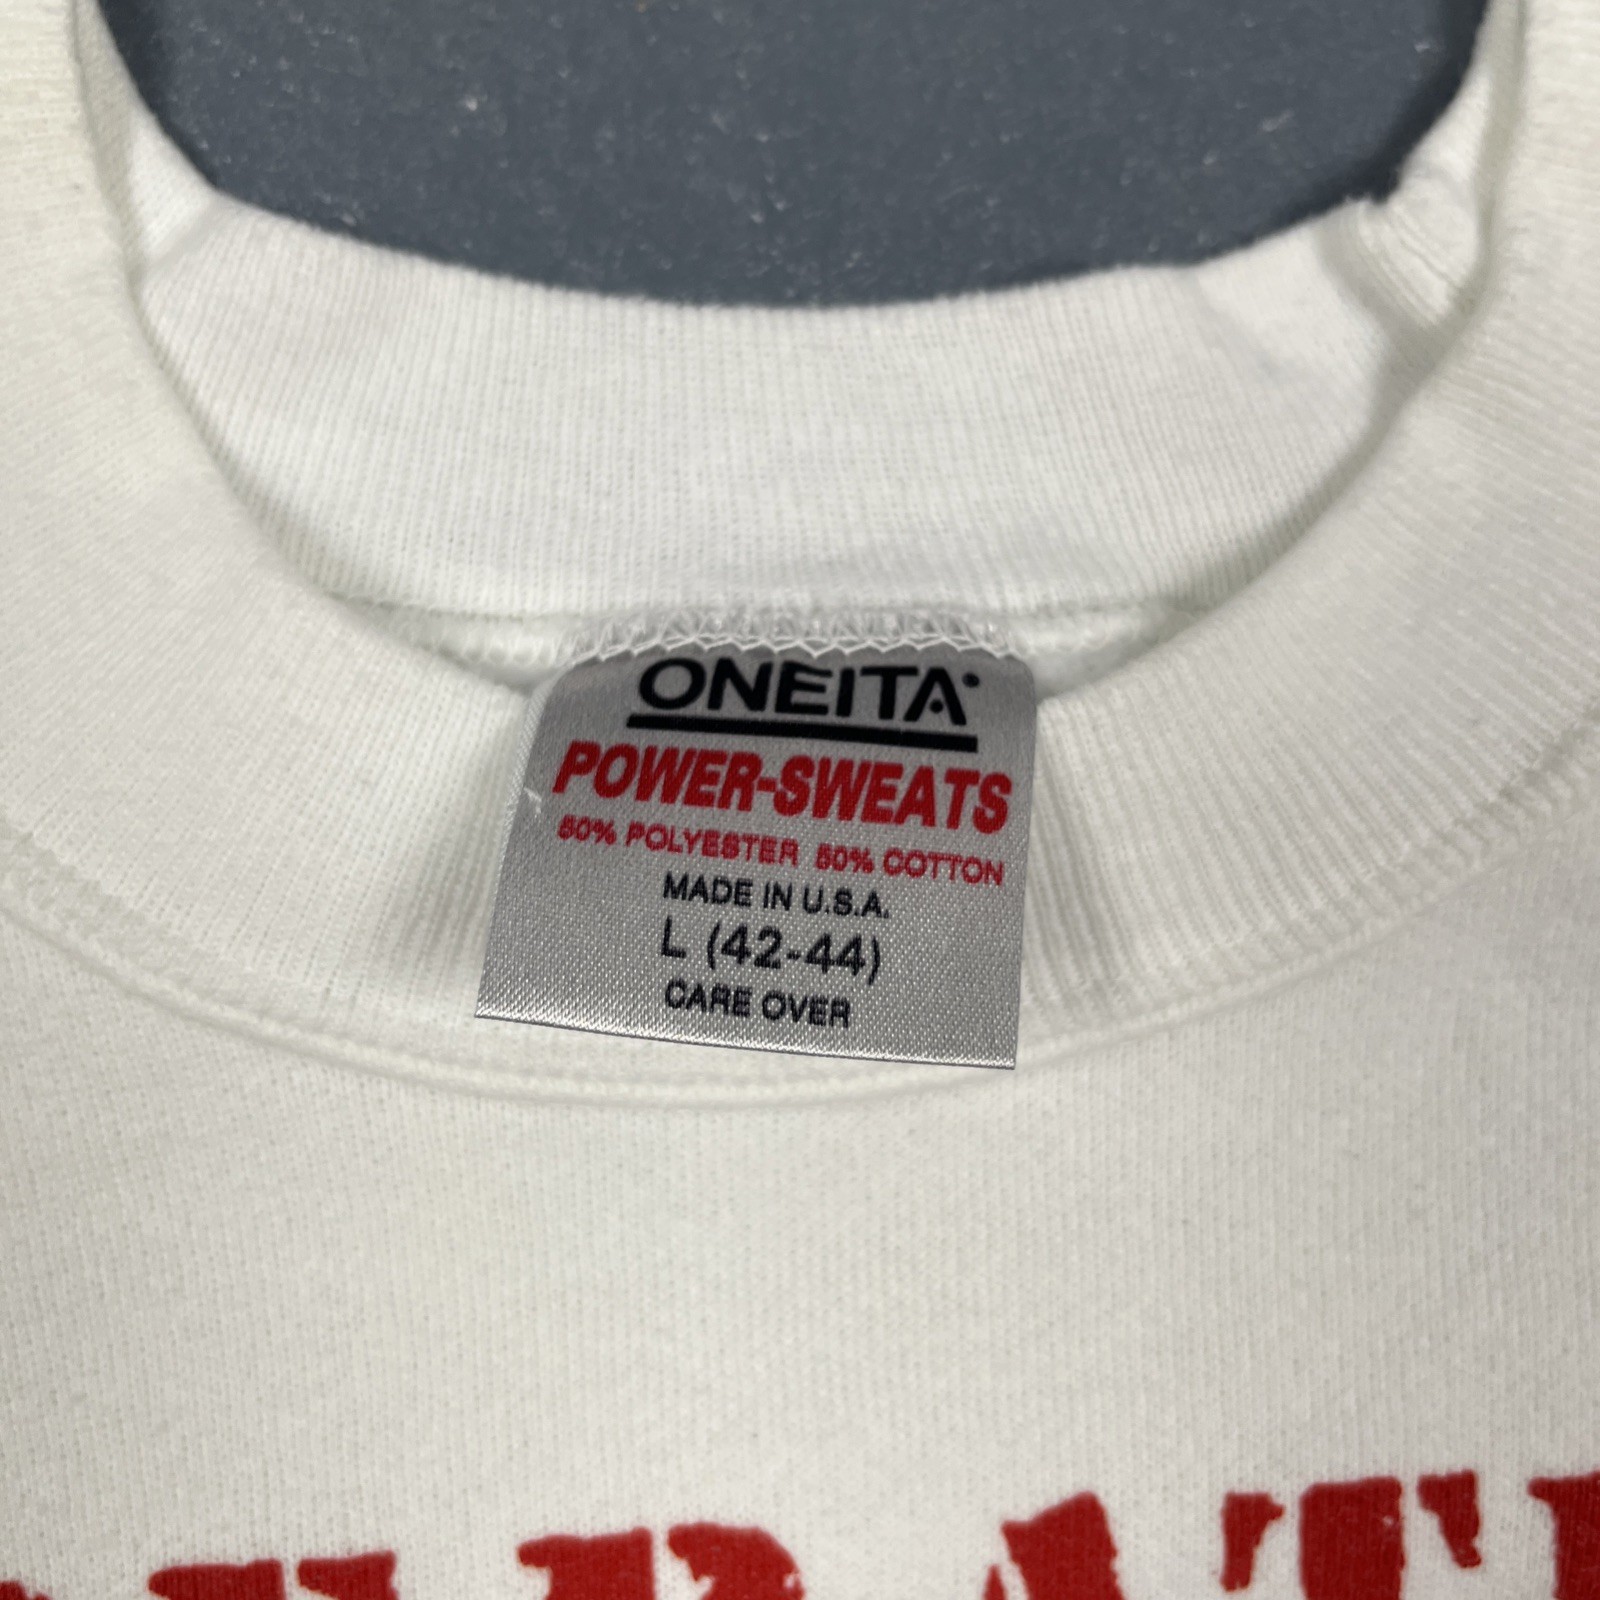 ONEITA
POWER-SWEATS
50% POLYESTER 50% COTTON
MADE IN U.S.A.
L (42-44)
CARE OVER